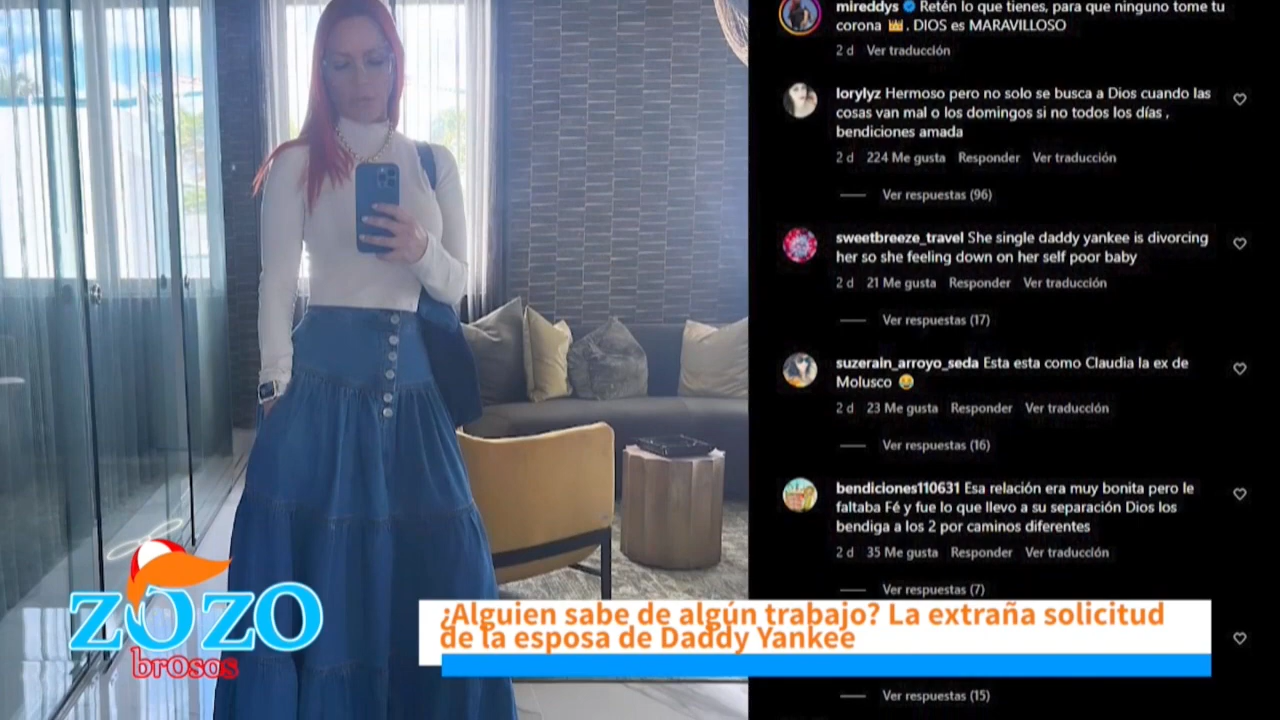 mireddys Retén lo que tienes, para que ninguno tome tu
corona 👑 . DIOS es MARAVILLOSO
2 d Ver traducción
lorylyz Hermoso pero no solo se busca a Dios cuando las
cosas van mal o los domingos si no todos los días ,
bendiciones amada
2 d 224 Me gusta Responder Ver traducción
Ver respuestas (96)
sweetbreeze_travel She single daddy yankee is divorcing
her so she feeling down on her self poor baby
2 d 21 Me gusta Responder Ver traducción
Ver respuestas (17)
suzerain_arroyo_seda Esta esta como Claudia la ex de
Molusco 😂
2 d 23 Me gusta Responder Ver traducción
Ver respuestas (16)
bendiciones110631 Esa relación era muy bonita pero le
faltaba Fé y fue lo que llevo a su separación Dios los
bendiga a los 2 por caminos diferentes
2 d 35 Me gusta Responder Ver traducción
Ver respuestas (7)
ZOZO
brOsos
¿Alguien sabe de algún trabajo? La extraña solicitud
de la esposa de Daddy Yankee
Ver respuestas (15)